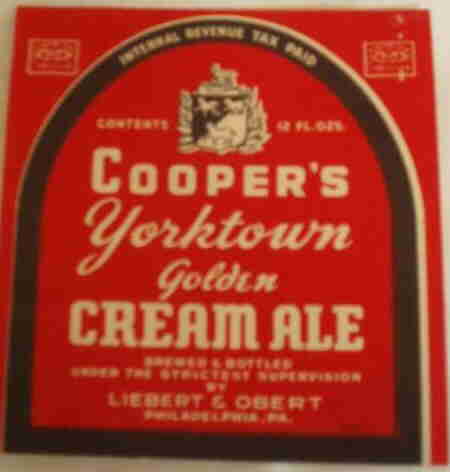 INTERNAL REVENUE TAX PAID
CONTENTS 12 FL. OZS.
COOPER'S
Yorktown
Golden
CREAM ALE
BREWED & BOTTLED
UNDER THE STRICTEST SUPERVISION
BY
LIEBERT & OBERT
PHILADELPHIA, PA.